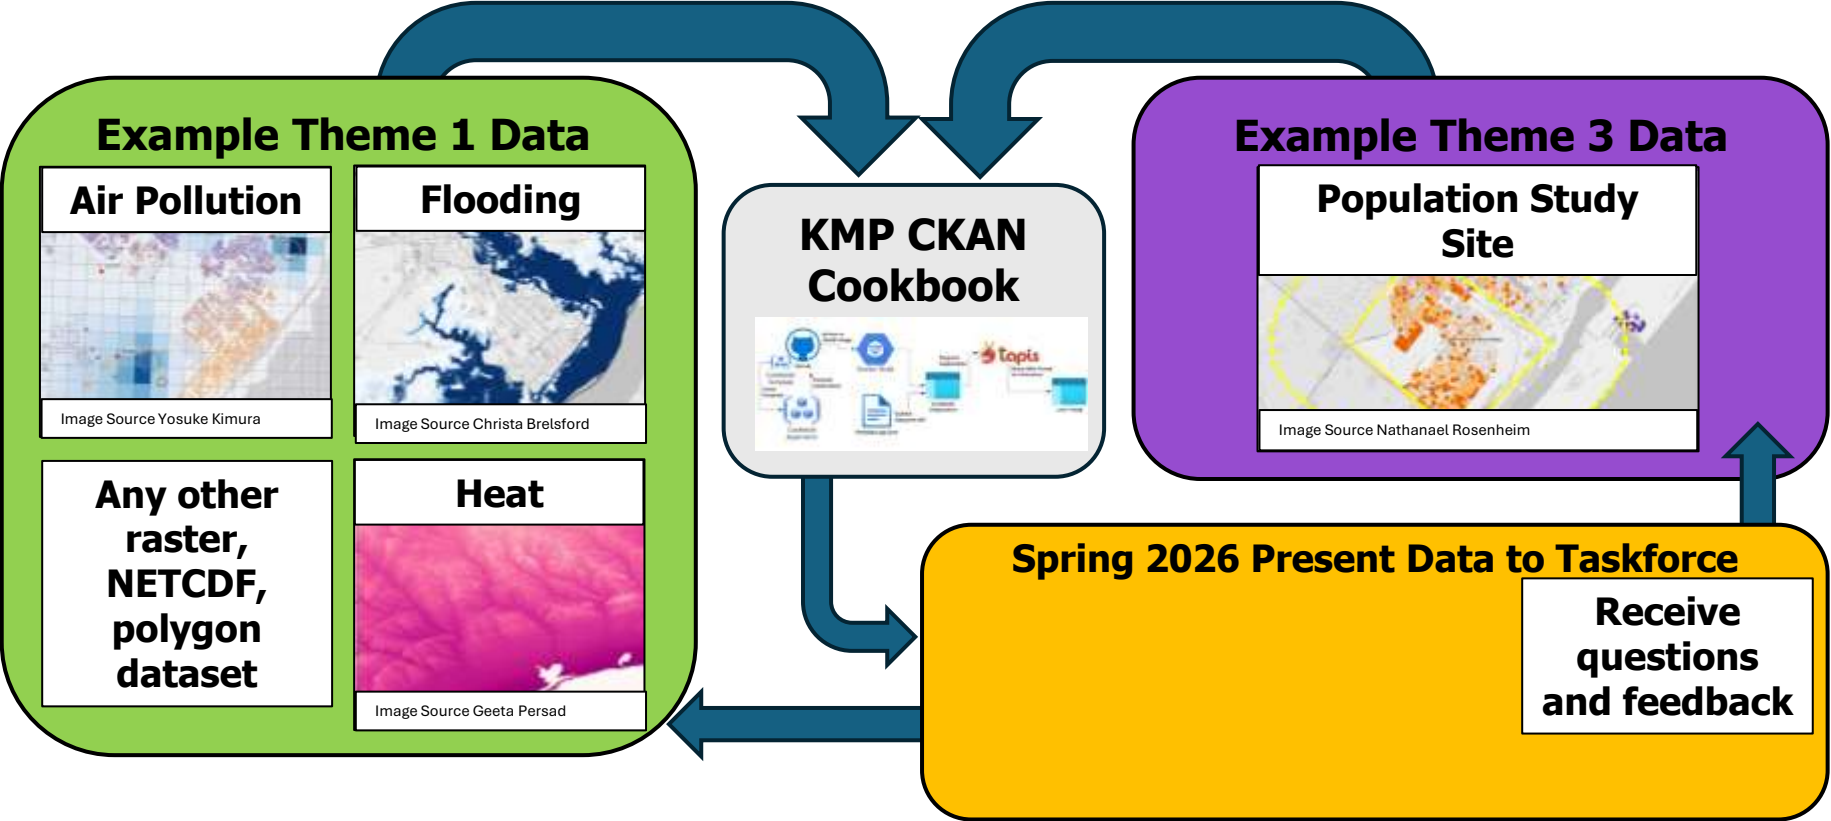 Example Theme 1 Data
Air Pollution
Image Source Yosuke Kimura
Flooding
Image Source Christa Brelsford
Any other
raster,
NETCDF,
polygon
dataset
Heat
Image Source Geeta Persad
KMP CKAN
Cookbook
tapis
Example Theme 3 Data
Population Study
Site
Image Source Nathanael Rosenheim
Spring 2026 Present Data to Taskforce
Receive
questions
and feedback